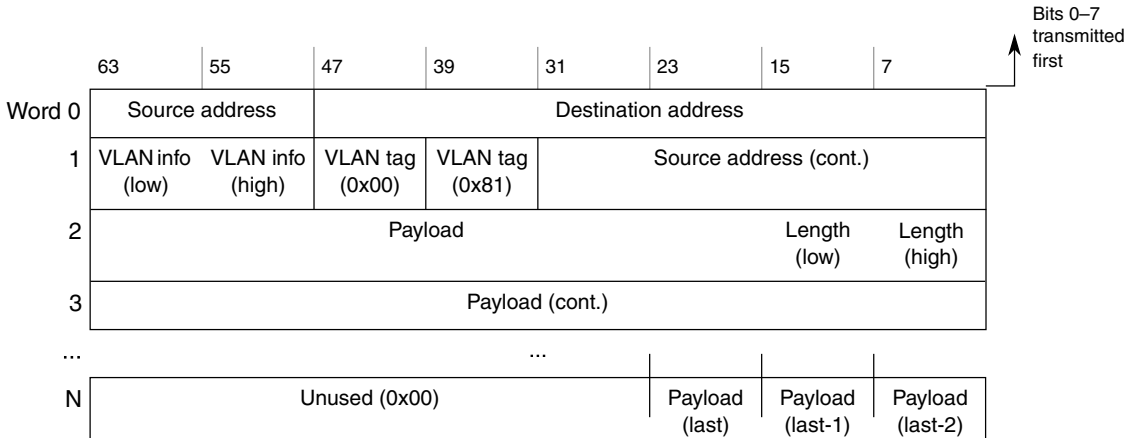 Bits 0–7
transmitted
first
63 55 47 39 31 23 15 7
Word 0 Source address Destination address
1 VLAN info VLAN info VLAN tag VLAN tag Source address (cont.)
(low) (high) (0x00) (0x81)
2 Payload Length Length
(low) (high)
3 Payload (cont.)
... ...
N Unused (0x00) Payload Payload Payload
(last) (last-1) (last-2)